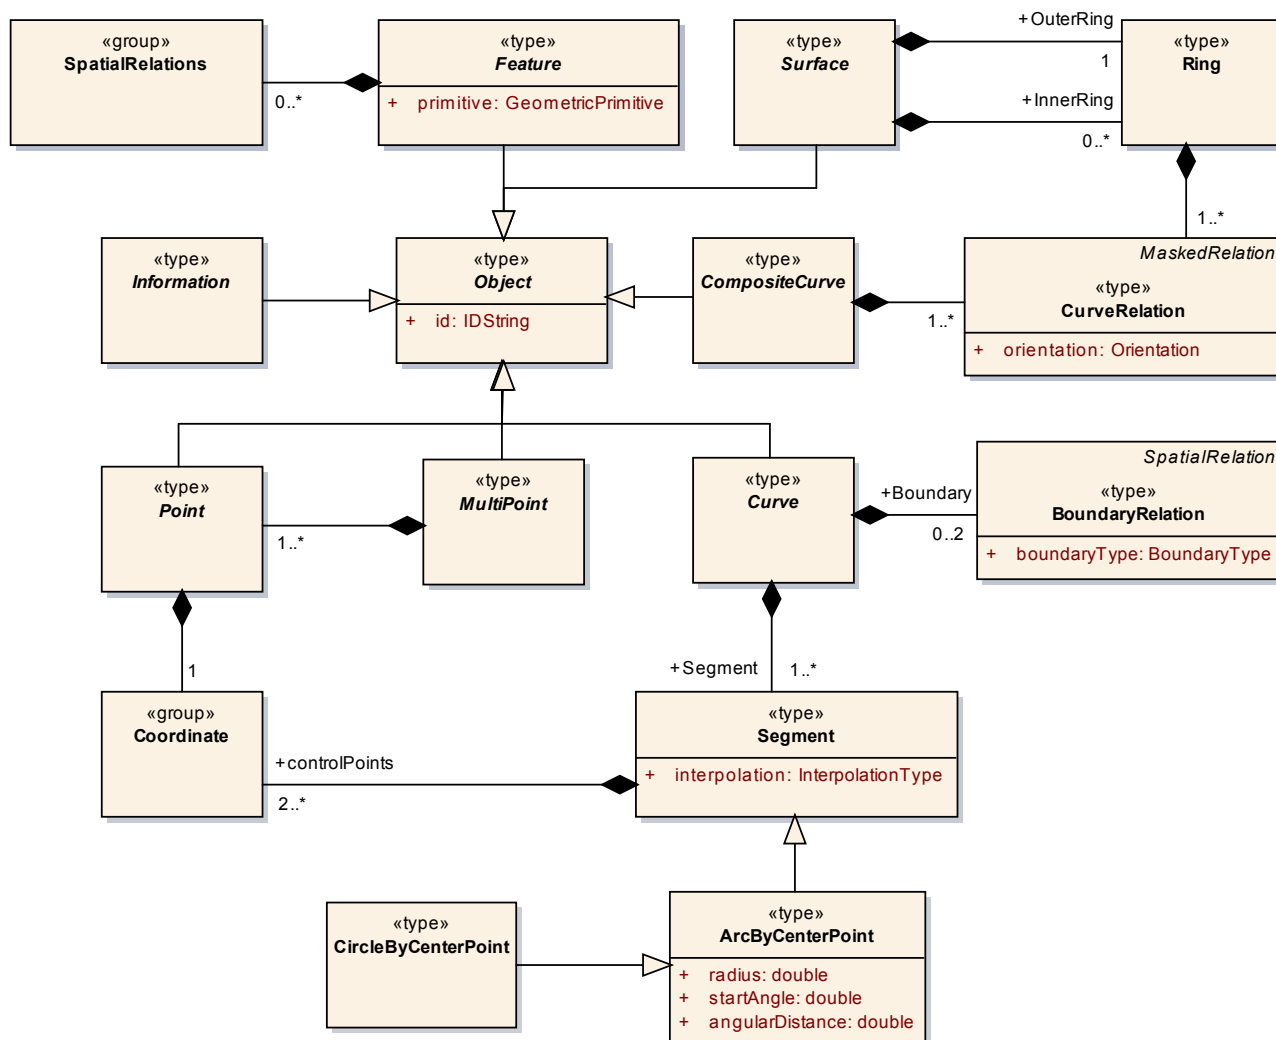 «group»
SpatialRelations
0..*
«type»
Feature
+ primitive: GeometricPrimitive
«type»
Surface
+OuterRing
1
+InnerRing
0..*
«type»
Ring
1..*
«type»
Information
«type»
Object
+ id: IDString
«type»
CompositeCurve
1..*
MaskedRelation
«type»
CurveRelation
+ orientation: Orientation
«type»
Point
1..*
«type»
MultiPoint
«type»
Curve
+Boundary
0..2
SpatialRelation
«type»
BoundaryRelation
+ boundaryType: BoundaryType
1
+Segment
1..*
«group»
Coordinate
+controlPoints
2..*
«type»
Segment
+ interpolation: InterpolationType
«type»
CircleByCenterPoint
«type»
ArcByCenterPoint
+ radius: double
+ startAngle: double
+ angularDistance: double